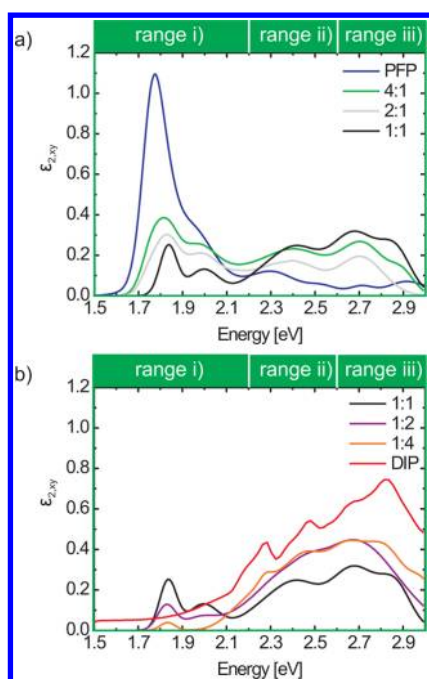 a)
range i) range ii) range iii)
1.2
1.0
0.8
0.6
0.4
0.2
0.0
ε2,xy
PFP
4:1
2:1
1:1
1.5 1.7 1.9 2.1 2.3 2.5 2.7 2.9
Energy [eV]
b)
range i) range ii) range iii)
1.2
1.0
0.8
0.6
0.4
0.2
0.0
ε2,xy
1:1
1:2
1:4
DIP
1.5 1.7 1.9 2.1 2.3 2.5 2.7 2.9
Energy [eV]